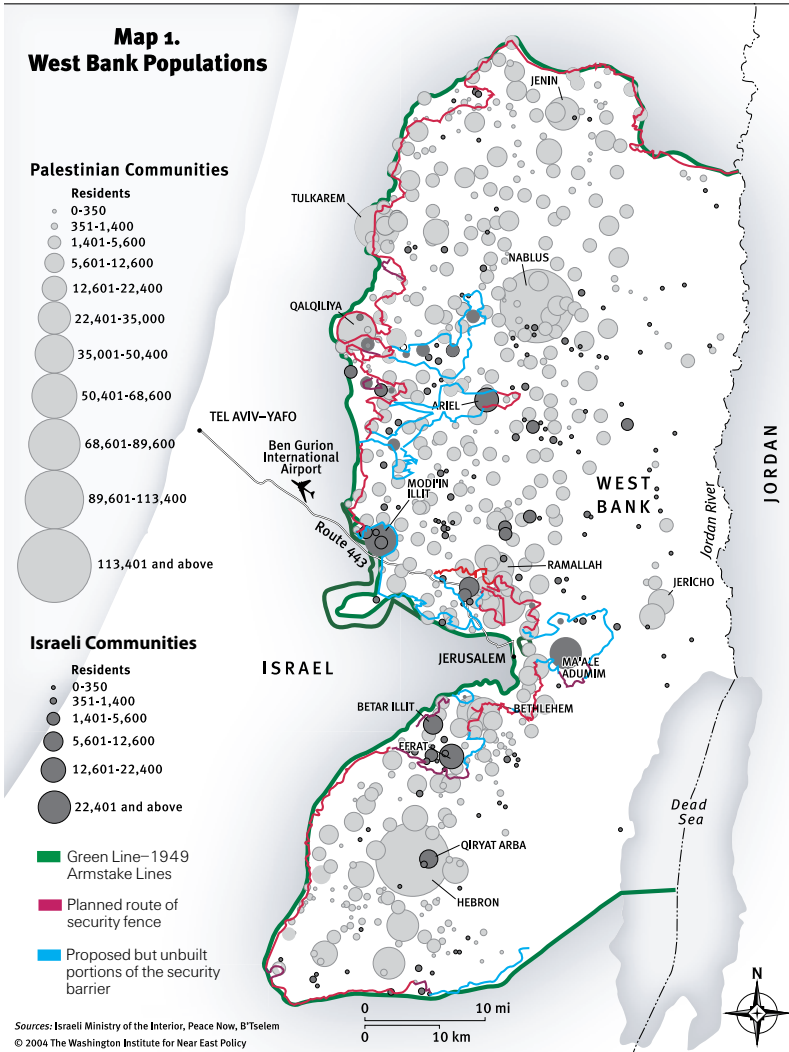 Map 1.
West Bank Populations
Palestinian Communities
Residents
0-350
351-1,400
1,401-5,600
5,601-12,600
12,601-22,400
22,401-35,000
35,001-50,400
50,401-68,600
68,601-89,600
89,601-113,400
113,401 and above
Israeli Communities
Residents
0-350
351-1,400
1,401-5,600
5,601-12,600
12,601-22,400
22,401 and above
Green Line–1949
Armstake Lines
Planned route of
security fence
Proposed but unbuilt
portions of the security
barrier
JENIN
TULKAREM
NABLUS
QALQILIYA
ARIEL
TEL AVIV–YAFO
Ben Gurion
International
Airport
MODI'IN
ILLIT
Route 443
WEST
BANK
JORDAN
Jordan River
RAMALLAH
JERICHO
ISRAEL
JERUSALEM
MA'ALE
ADUMIM
BETAR ILLIT
BETHLEHEM
EFRAT
Dead
Sea
QIRYAT ARBA
HEBRON
N
0 10 mi
0 10 km
Sources: Israeli Ministry of the Interior, Peace Now, B'Tselem
© 2004 The Washington Institute for Near East Policy